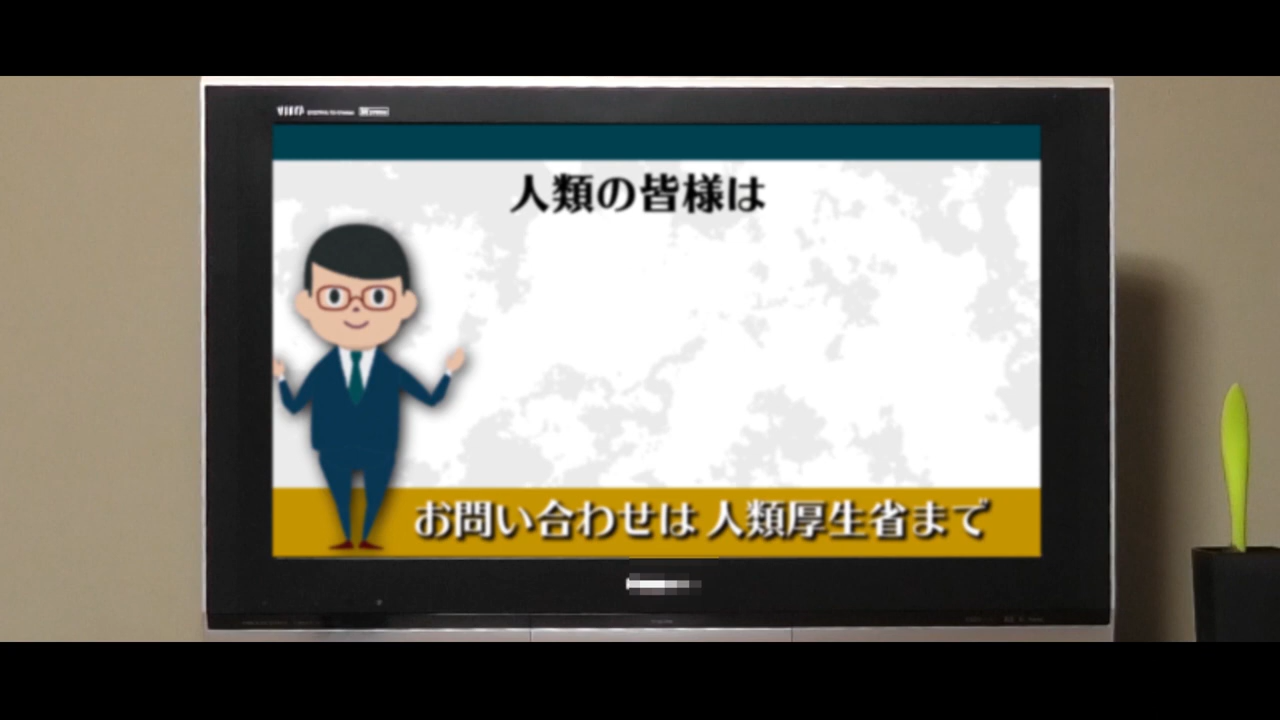 人類の皆様は
お問い合わせは 人類厚生省まで